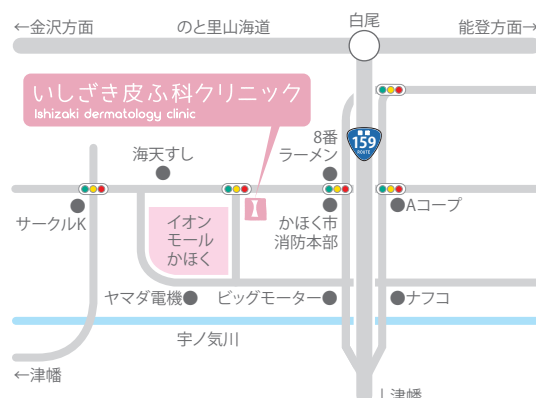 ←金沢方面
のと里山海道
白尾
能登方面→
いしざき皮ふ科クリニック
Ishizaki dermatology clinic
159
ROUTE
8番
ラーメン
海天すし
サークルK
イオン
モール
かほく
かほく市
消防本部
Aコープ
ヤマダ電機
ビッグモーター
ナフコ
宇ノ気川
←津幡
↓津幡